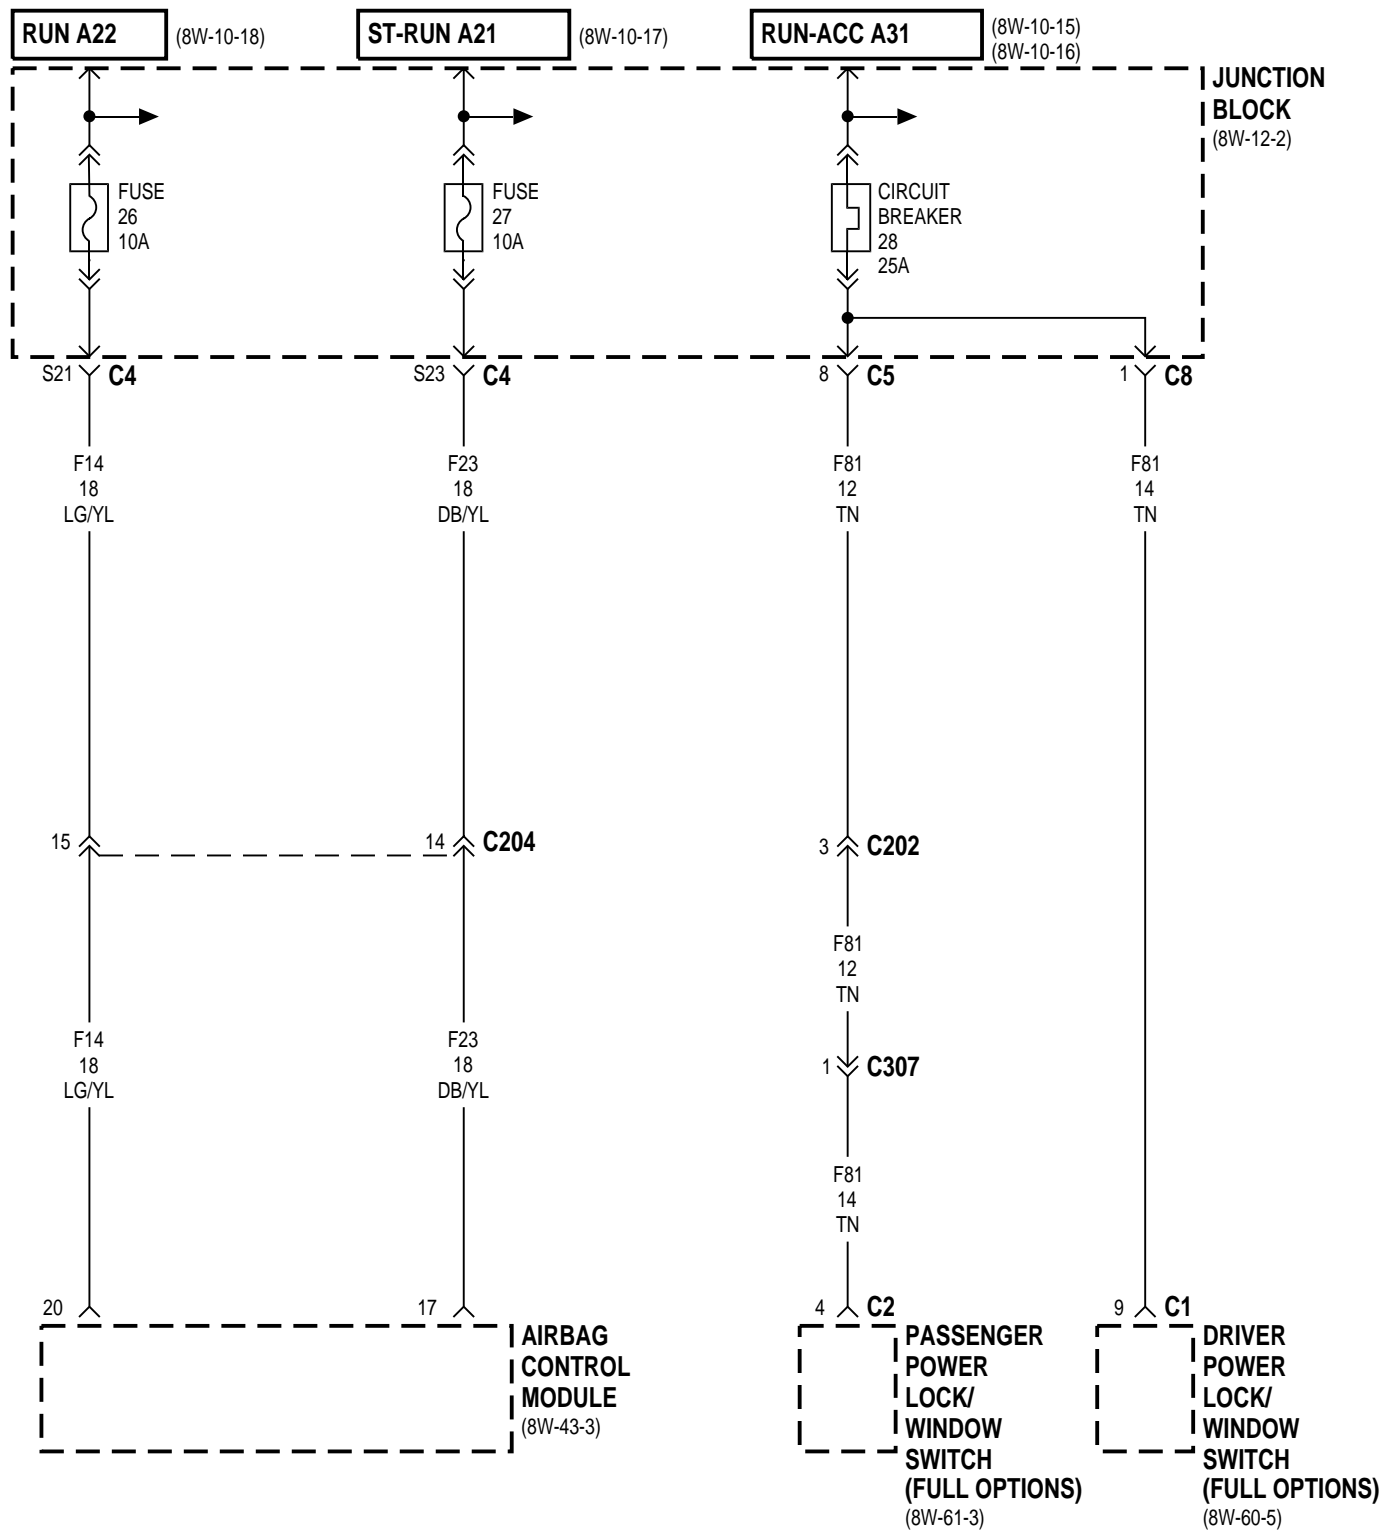 RUN A22
(8W-10-18)
ST-RUN A21
(8W-10-17)
RUN-ACC A31
(8W-10-15)
(8W-10-16)
JUNCTION
BLOCK
(8W-12-2)
FUSE
26
10A
FUSE
27
10A
CIRCUIT
BREAKER
28
25A
S21
C4
S23
C4
8
C5
1
C8
F14
18
LG/YL
F23
18
DB/YL
F81
12
TN
F81
14
TN
15
14
C204
3
C202
F81
12
TN
F14
18
LG/YL
F23
18
DB/YL
1
C307
F81
14
TN
20
17
4
C2
9
C1
AIRBAG
CONTROL
MODULE
(8W-43-3)
PASSENGER
POWER
LOCK/
WINDOW
SWITCH
(FULL OPTIONS)
(8W-61-3)
DRIVER
POWER
LOCK/
WINDOW
SWITCH
(FULL OPTIONS)
(8W-60-5)